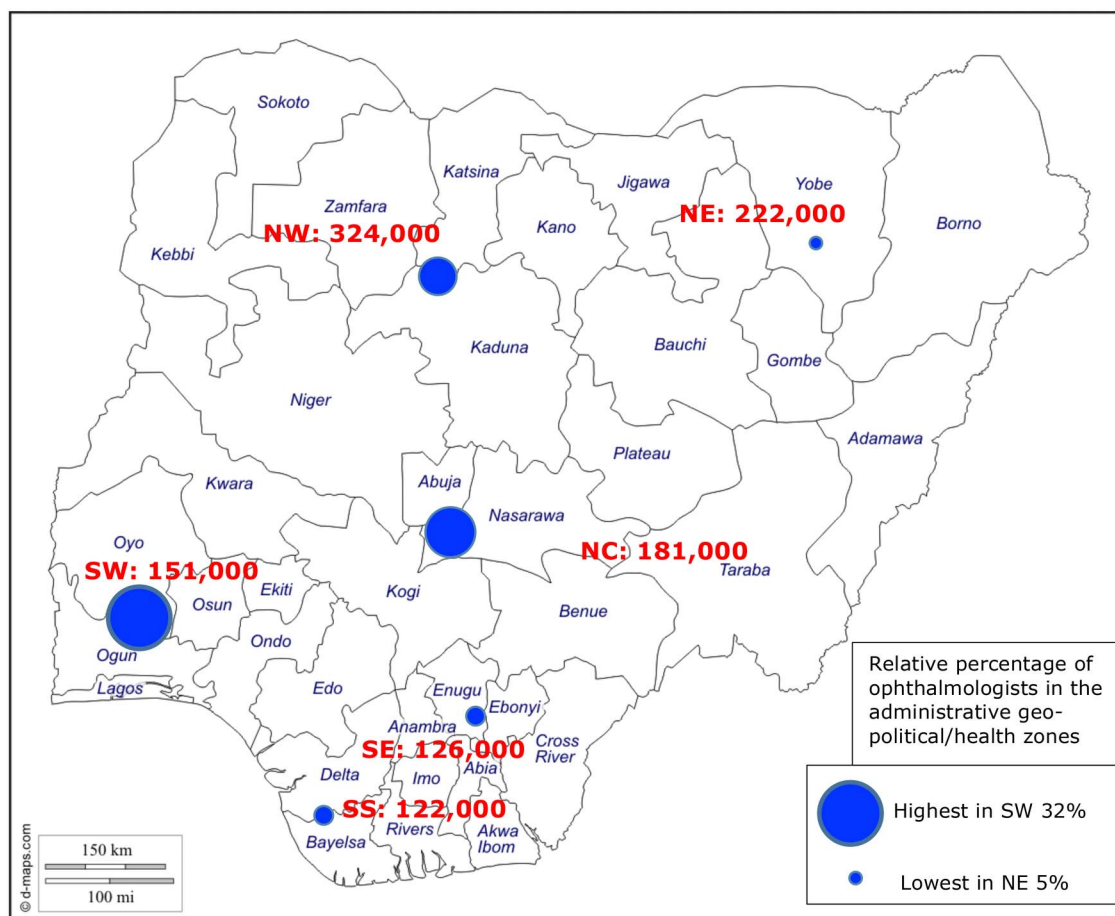 Sokoto
Katsina
Jigawa
Yobe
Zamfara
NE: 222,000
Borno
NW: 324,000
Kano
Kebbi
Kaduna
Bauchi
Gombe
Niger
Adamawa
Plateau
Abuja
Kwara
Nasarawa
Oyo
NC: 181,000
SW: 151,000
Taraba
Ekiti
Kogi
Osun
Benue
Ondo
Ogun
Lagos
Edo
Enugu
Ebonyi
Anambra
Cross
River
SE: 126,000
Delta
Imo
Abia
SS: 122,000
Rivers
Akwa
Ibom
Bayelsa
Relative percentage of
ophthalmologists in the
administrative geo-
political/health zones
Highest in SW 32%
Lowest in NE 5%
150 km
100 mi
© d-maps.com